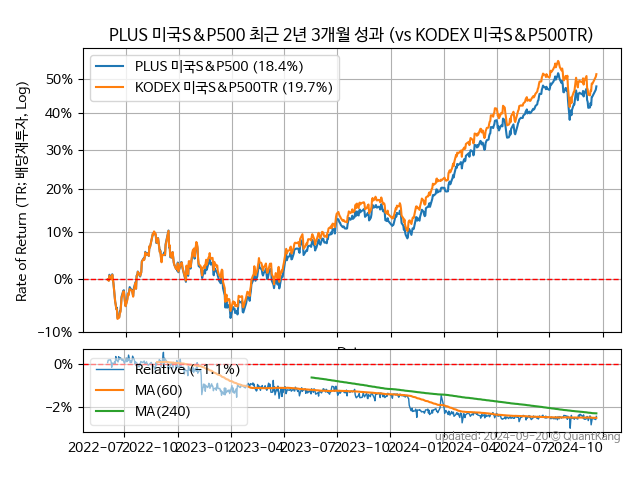 PLUS 미국S&P500 최근 2년 3개월 성과 (vs KODEX 미국S&P500TR)
PLUS 미국S&P500 (18.4%)
KODEX 미국S&P500TR (19.7%)
Rate of Return (TR: 배당재투자, Log)
50%
40%
30%
20%
10%
0%
−10%
Relative (−1.1%)
MA(60)
MA(240)
0%
−2%
2022-07
2022-10
2023-01
2023-04
2023-07
2023-10
2024-01
2024-04
2024-07
2024-10
updated: 2024-09-20 © QuantKang